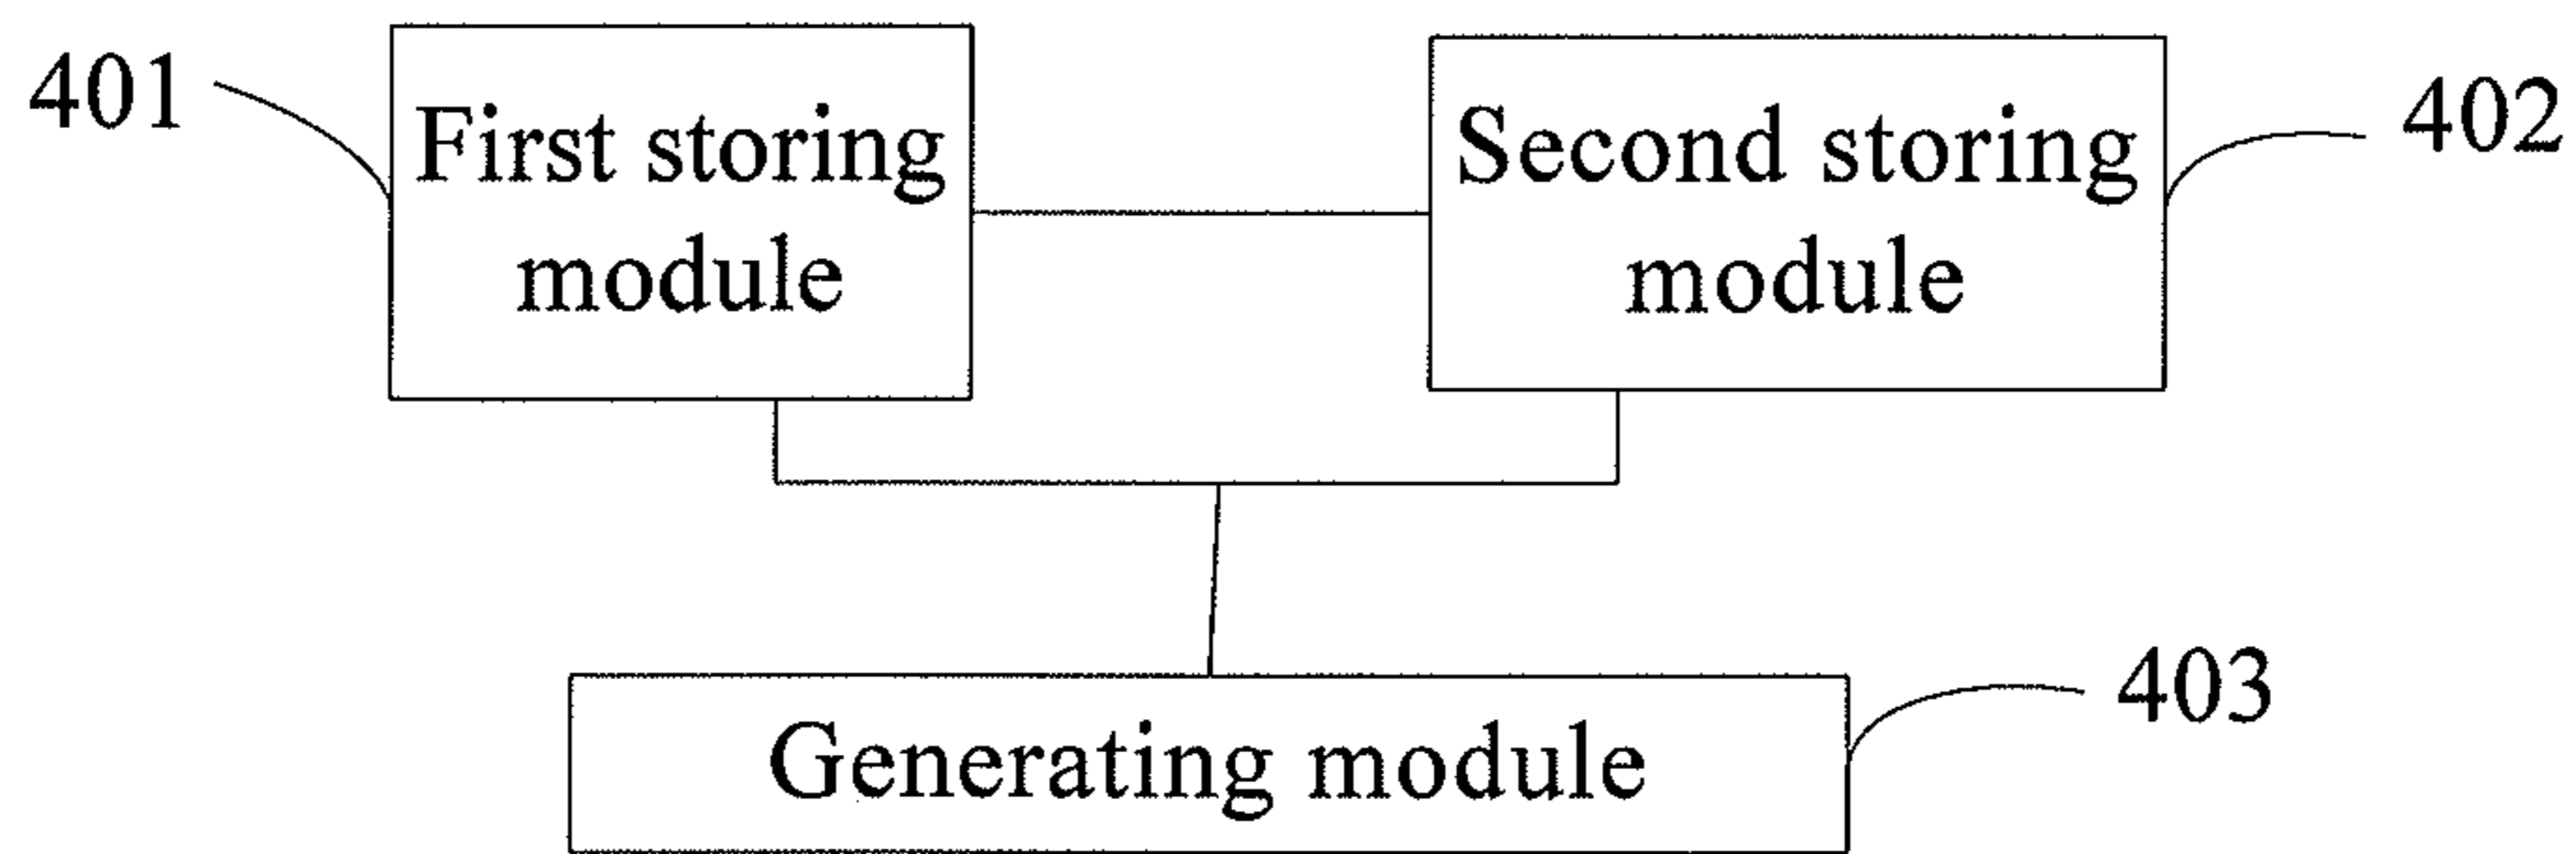 401
First storing
module
Second storing
module
402
Generating module
403